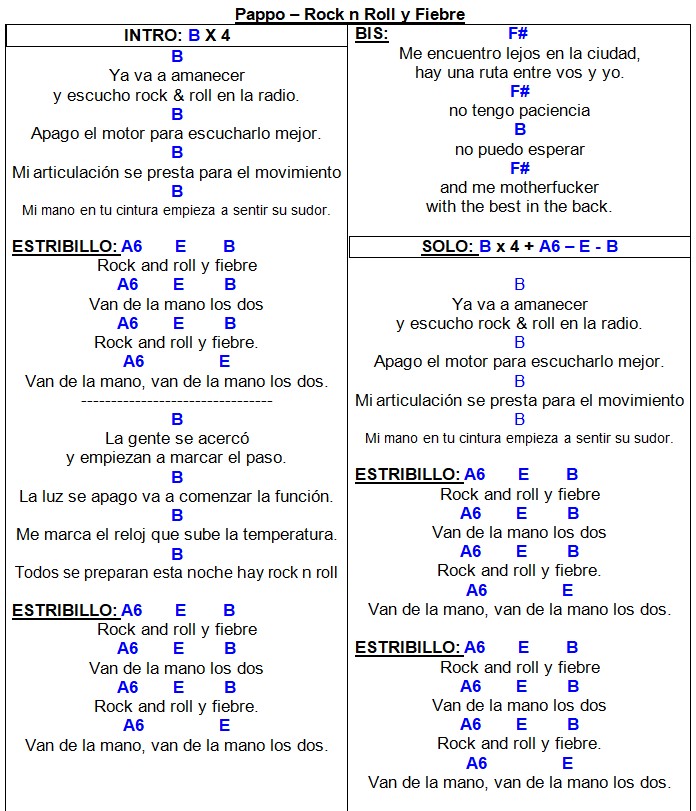 Pappo – Rock n Roll y Fiebre
INTRO: B X 4
B
Ya va a amanecer
y escucho rock & roll en la radio.
B
Apago el motor para escucharlo mejor.
B
Mi articulación se presta para el movimiento
B
Mi mano en tu cintura empieza a sentir su sudor.
ESTRIBILLO: A6 E B
Rock and roll y fiebre
A6 E B
Van de la mano los dos
A6 E B
Rock and roll y fiebre.
A6 E
Van de la mano, van de la mano los dos.
--------------------------------
B
La gente se acercó
y empiezan a marcar el paso.
B
La luz se apago va a comenzar la función.
B
Me marca el reloj que sube la temperatura.
B
Todos se preparan esta noche hay rock n roll
ESTRIBILLO: A6 E B
Rock and roll y fiebre
A6 E B
Van de la mano los dos
A6 E B
Rock and roll y fiebre.
A6 E
Van de la mano, van de la mano los dos.
BIS: F#
Me encuentro lejos en la ciudad,
hay una ruta entre vos y yo.
F#
no tengo paciencia
B
no puedo esperar
F#
and me motherfucker
with the best in the back.
SOLO: B x 4 + A6 – E - B
B
Ya va a amanecer
y escucho rock & roll en la radio.
B
Apago el motor para escucharlo mejor.
B
Mi articulación se presta para el movimiento
B
Mi mano en tu cintura empieza a sentir su sudor.
ESTRIBILLO: A6 E B
Rock and roll y fiebre
A6 E B
Van de la mano los dos
A6 E B
Rock and roll y fiebre.
A6 E
Van de la mano, van de la mano los dos.
ESTRIBILLO: A6 E B
Rock and roll y fiebre
A6 E B
Van de la mano los dos
A6 E B
Rock and roll y fiebre.
A6 E
Van de la mano, van de la mano los dos.